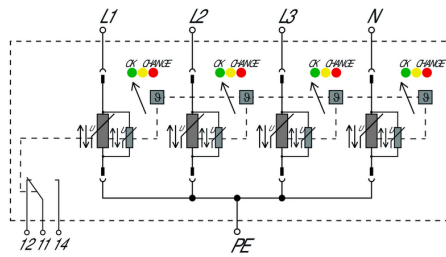 L1 L2 L3 N
OK CHANGE OK CHANGE OK CHANGE OK CHANGE
ϑ ϑ ϑ ϑ
U U U U U U U U
12 11 14 PE